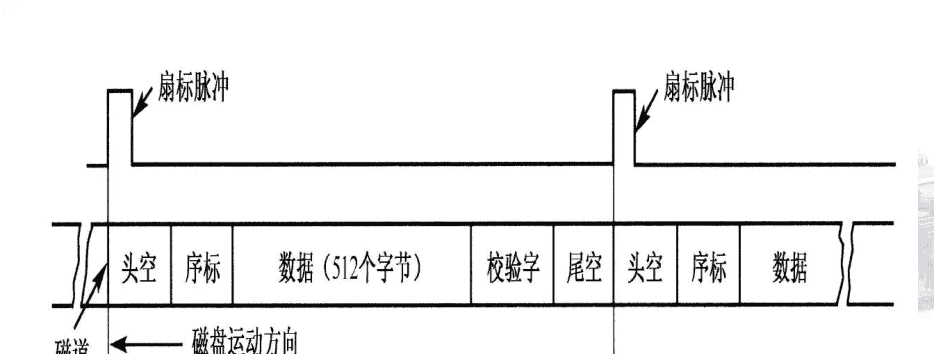 扇标脉冲 扇标脉冲
头空 序标 数据（512个字节） 校验字 尾空 头空 序标 数据
磁道 磁盘运动方向